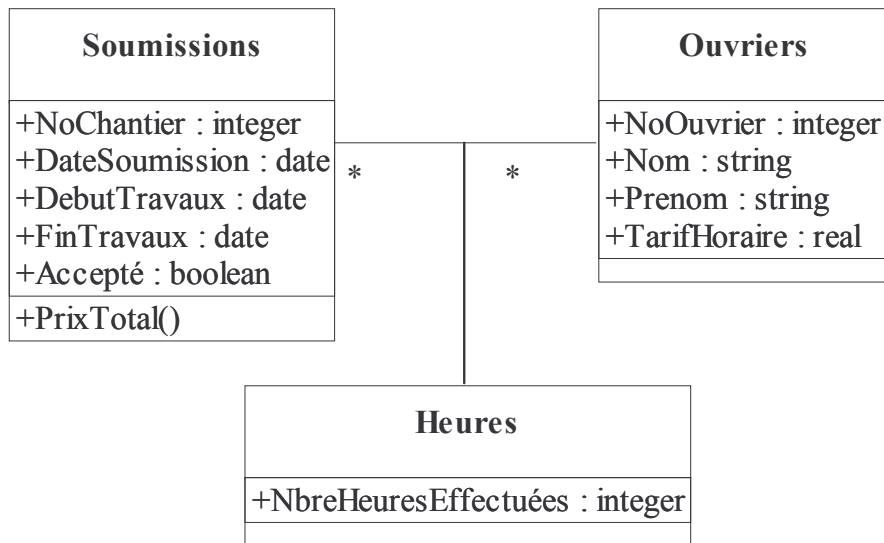 Soumissions
+NoChantier : integer
+DateSoumission : date
+DebutTravaux : date
+FinTravaux : date
+Accepté : boolean
+PrixTotal()
*
*
Ouvriers
+NoOuvrier : integer
+Nom : string
+Prenom : string
+TarifHoraire : real
Heures
+NbreHeuresEffectuées : integer